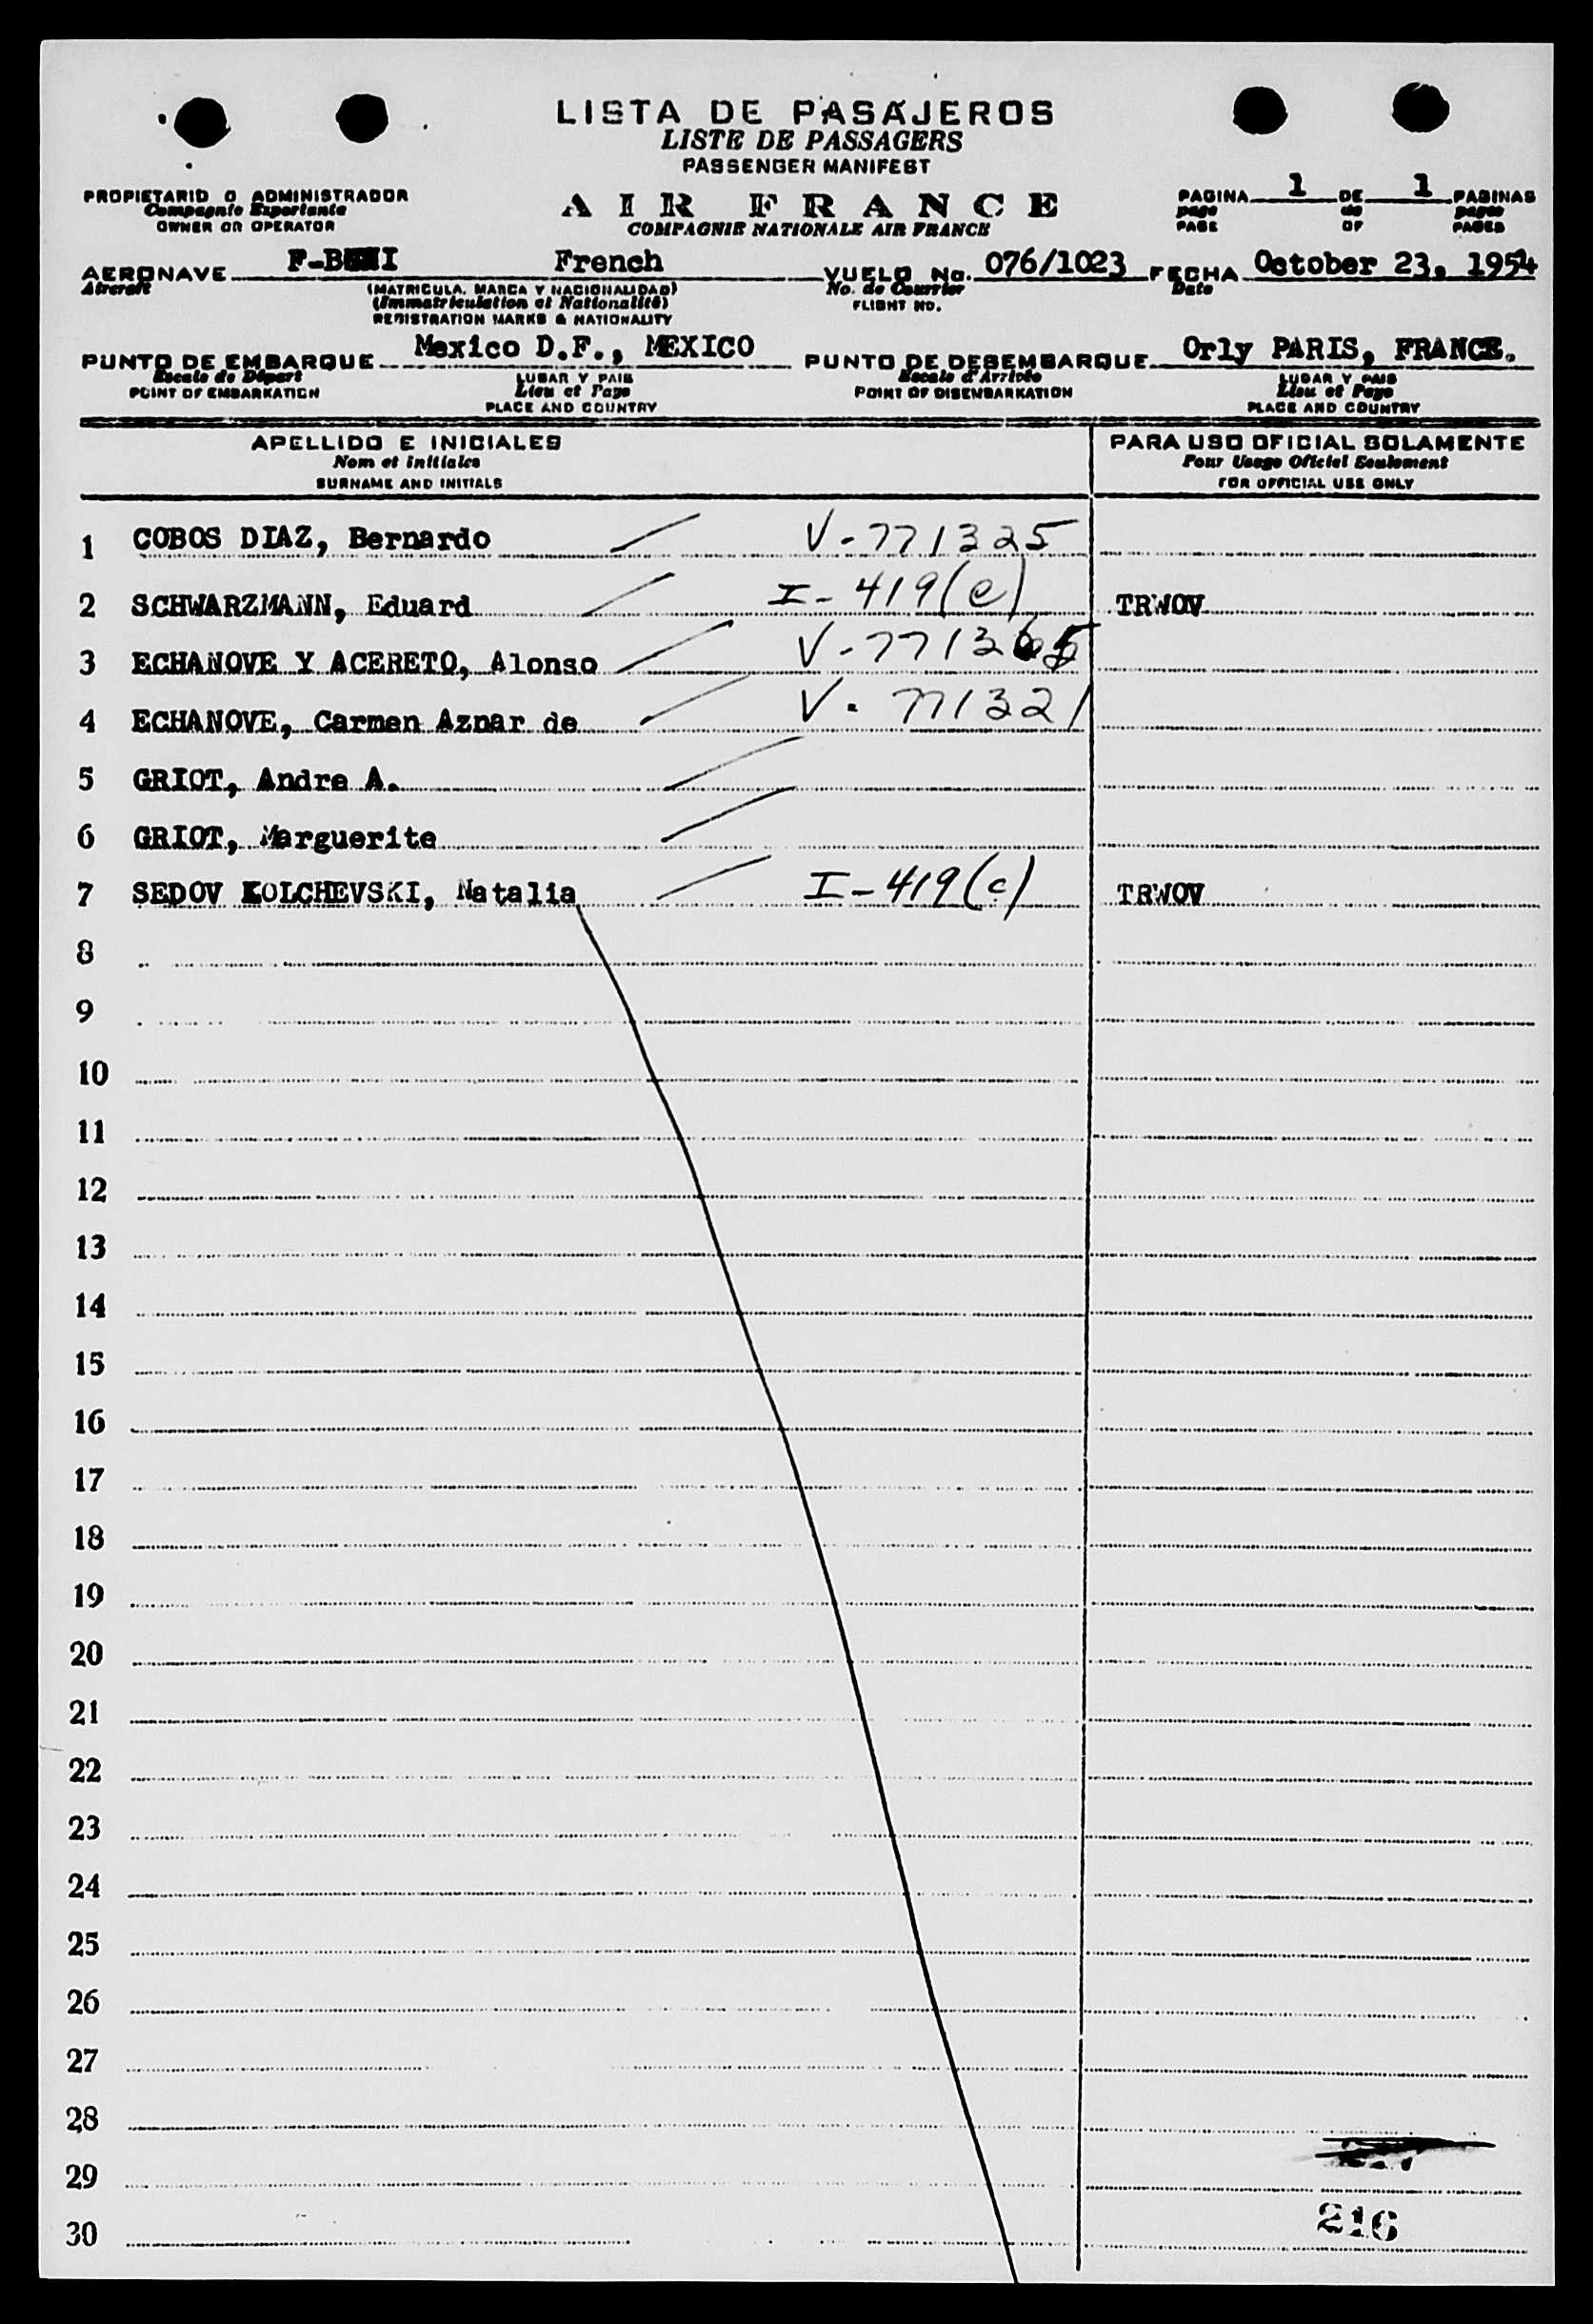 LISTA DE PASAJEROS
LISTE DE PASSAGERS
PASSENGER MANIFEST
PROPIETARIO O ADMINISTRADOR
Compagnie Exportante
OWNER OR OPERATOR
AIR FRANCE
COMPAGNIE NATIONALE AIR FRANCE
PAGINA 1 DE 1 PAGINAS
page de pages
PAGE OF PAGES
AERONAVE French VUELO No. 076/1023 FECHA October 23, 1954
Aircraft (MATRICULA, MARCA Y NACIONALIDAD) No. de Courrier Date
(Immatriculation et Nationalité) FLIGHT NO.
REGISTRATION MARKS & NATIONALITY
PUNTO DE EMBARQUE Mexico D.F., MEXICO PUNTO DE DESEMBARQUE Orly PARIS, FRANCE.
Escale de Départ LUGAR Y PAIS Escale d'Arrivée LUGAR Y PAIS
POINT OF EMBARKATION Lieu et Pays POINT OF DISEMBARKATION Lieu et Pays
PLACE AND COUNTRY PLACE AND COUNTRY
APELLIDO E INICIALES PARA USO OFICIAL SOLAMENTE
Nom et initiales Pour Usage Officiel Seulement
SURNAME AND INITIALS FOR OFFICIAL USE ONLY
1 COBOS DIAZ, Bernardo V-771325
2 SCHWARZMANN, Eduard I-419(c) TRWOV
3 ECHANOVE Y ACERETO, Alonso
4 ECHANOVE, Carmen Aznar de V-771321
5 GRIOT, Andre A.
6 GRIOT, Marguerite
7 SEDOV KOLCHEVSKI, Natalia I-419(c) TRWOV
8
9
10
11
12
13
14
15
16
17
18
19
20
21
22
23
24
25
26
27
28
29
30
216